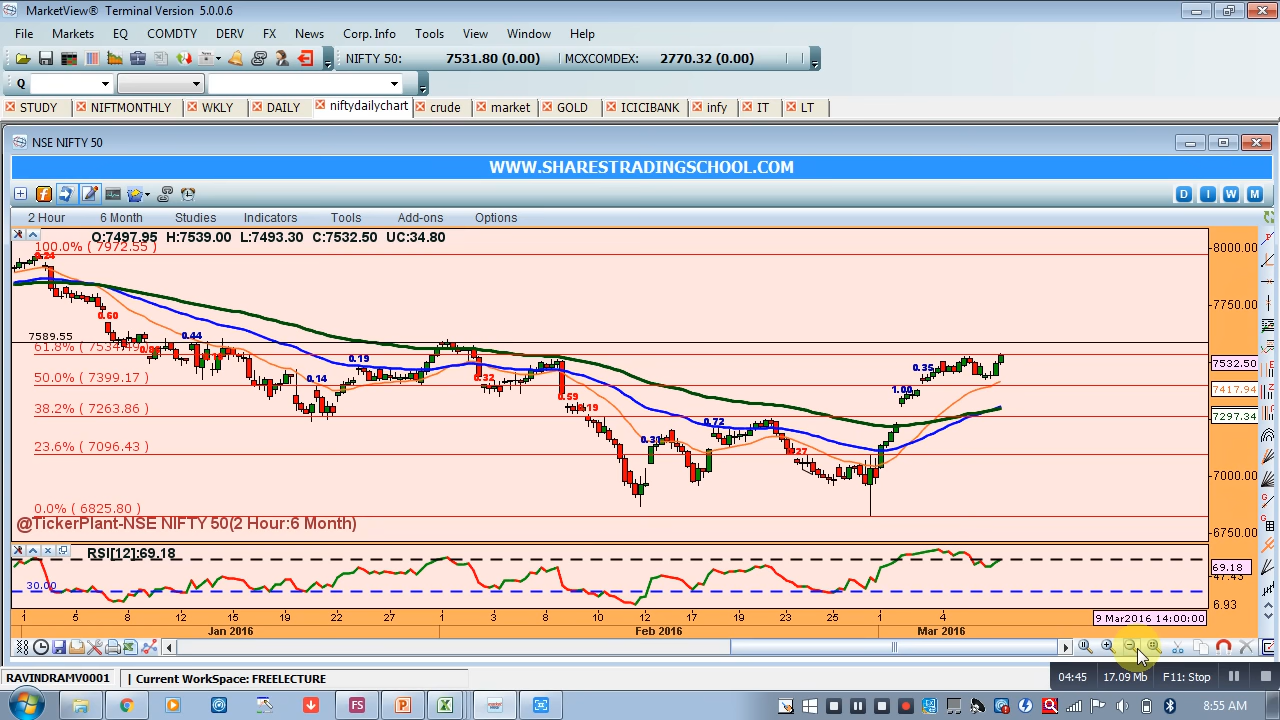 MarketView® Terminal Version 5.0.0.6
File Markets EQ COMDTY DERV FX News Corp. Info Tools View Window Help
NIFTY 50: 7531.80 (0.00) MCXCOMDEX: 2770.32 (0.00)
Q
STUDY NIFTMONTHLY WKLY DAILY niftydailychart crude market GOLD ICICIBANK infy IT LT
NSE NIFTY 50
WWW.SHARESTRADINGSCHOOL.COM
D I W M
2 Hour 6 Month Studies Indicators Tools Add-ons Options
O:7497.95 H:7539.00 L:7493.30 C:7532.50 UC:34.80
100.0% ( 7972.55 )
8000.00
0.24
7750.00
0.60
7589.55
0.44
61.8% ( 7534.49 )
0.19
7532.50
0.35
50.0% ( 7399.17 )
0.14
0.32
1.00
7417.94
0.59
0.19
38.2% ( 7263.86 )
7297.34
0.72
23.6% ( 7096.43 )
0.31
7000.00
0.0% ( 6825.80 )
@TickerPlant-NSE NIFTY 50(2 Hour:6 Month)
6750.00
RSI[12]:69.18
69.18
47.43
30.00
6.93
1 5 8 12 15 19 22 27 1 3 5 10 12 17 19 23 25 1 4
9 Mar2016 14:00:00
Jan 2016 Feb 2016 Mar 2016
RAVINDRAMV0001 | Current WorkSpace: FREELECTURE
04:45 17.09 Mb F11: Stop
FS
8:55 AM